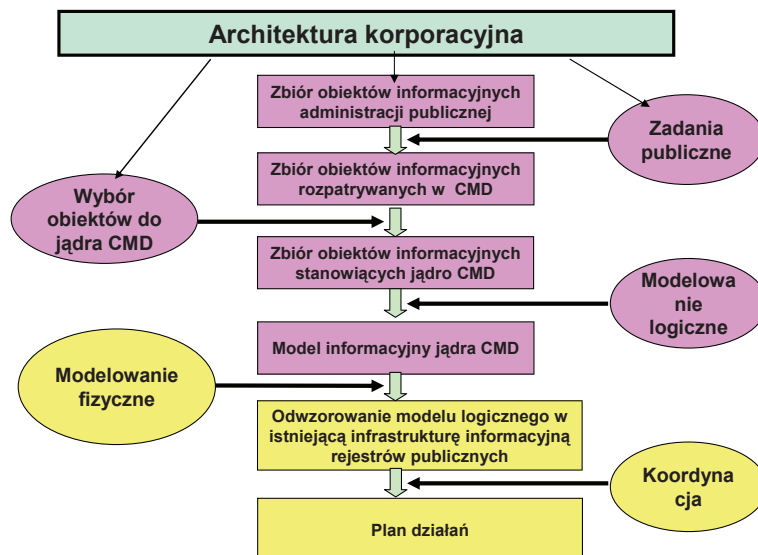 Architektura korporacyjna
Zbiór obiektów informacyjnych
administracji publicznej
Zadania
publiczne
Zbiór obiektów informacyjnych
rozpatrywanych w CMD
Wybór
obiektów do
jądra CMD
Zbiór obiektów informacyjnych
stanowiących jądro CMD
Modelowa
nie
logiczne
Model informacyjny jądra CMD
Modelowanie
fizyczne
Odwzorowanie modelu logicznego w
istniejącą infrastrukturę informacyjną
rejestrów publicznych
Koordyna
cja
Plan działań